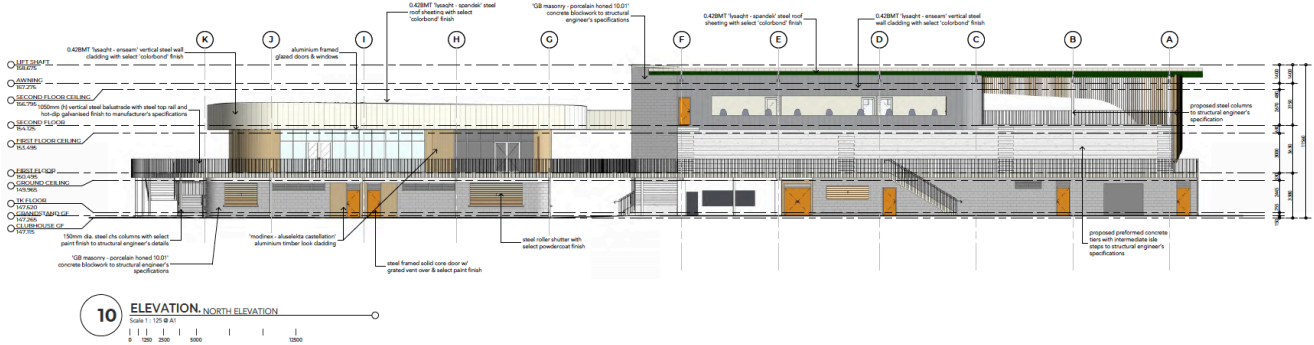 0.42BMT 'lysaght - spandek' steel
roof sheeting with select
'colorbond' finish
'GB masonry - porcelain honed 10.01'
concrete blockwork to structural
engineer's specifications
0.42BMT 'lysaght - spandek' steel roof
sheeting with select 'colorbond' finish
0.42BMT 'lysaght - enseam' vertical steel
wall cladding with select 'colorbond' finish
0.42BMT 'lysaght - enseam' vertical steel wall
cladding with select 'colorbond' finish
aluminium framed
glazed doors & windows
K
J
I
H
G
F
E
D
C
B
A
LIFT SHAFT
158.675
AWNING
157.275
SECOND FLOOR CEILING
156.795
1050mm (h) vertical steel balustrade with steel top rail and
hot-dip galvanised finish to manufacturer's specifications
SECOND FLOOR
154.125
FIRST FLOOR CEILING
153.495
FIRST FLOOR
150.495
GROUND CEILING
149.965
TK FLOOR
147.520
GRANDSTAND GF
147.265
CLUBHOUSE GF
147.115
proposed steel columns
to structural engineer's
specification
150mm dia. steel chs columns with select
paint finish to structural engineer's details
'GB masonry - porcelain honed 10.01'
concrete blockwork to structural engineer's
specifications
'modinex - aluselekta castellation'
aluminium timber look cladding
steel framed solid core door w/
grated vent over & select paint finish
steel roller shutter with
select powdercoat finish
proposed preformed concrete
tiers with intermediate isle
steps to structural engineer's
specifications
10
ELEVATION. NORTH ELEVATION
Scale 1 : 125 @ A1
0 1250 2500 5000 12500